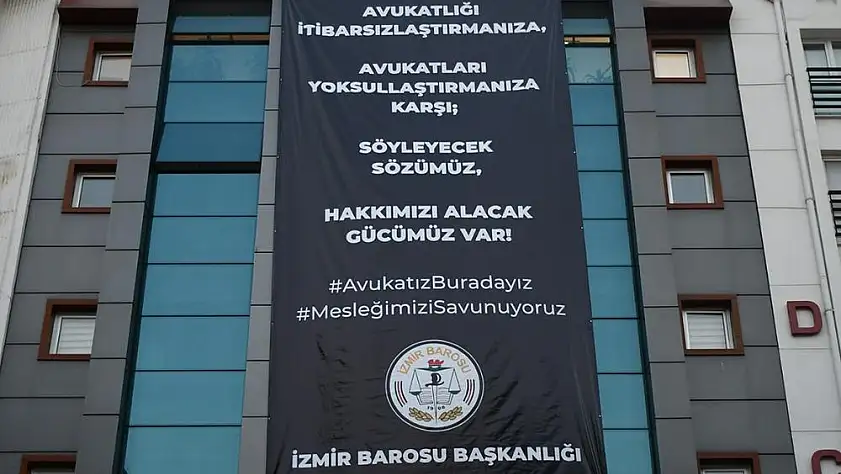 AVUKATLIĞI
İTİBARSIZLAŞTIRMANIZA,
AVUKATLARI
YOKSULLAŞTIRMANIZA
KARŞI;
SÖYLEYECEK
SÖZÜMÜZ,
HAKKIMIZI ALACAK
GÜCÜMÜZ VAR!
#AvukatızBuradayız
#MesleğimiziSavunuyoruz
İZMİR BAROSU
1908
İZMİR BAROSU BAŞKANLIĞI
D